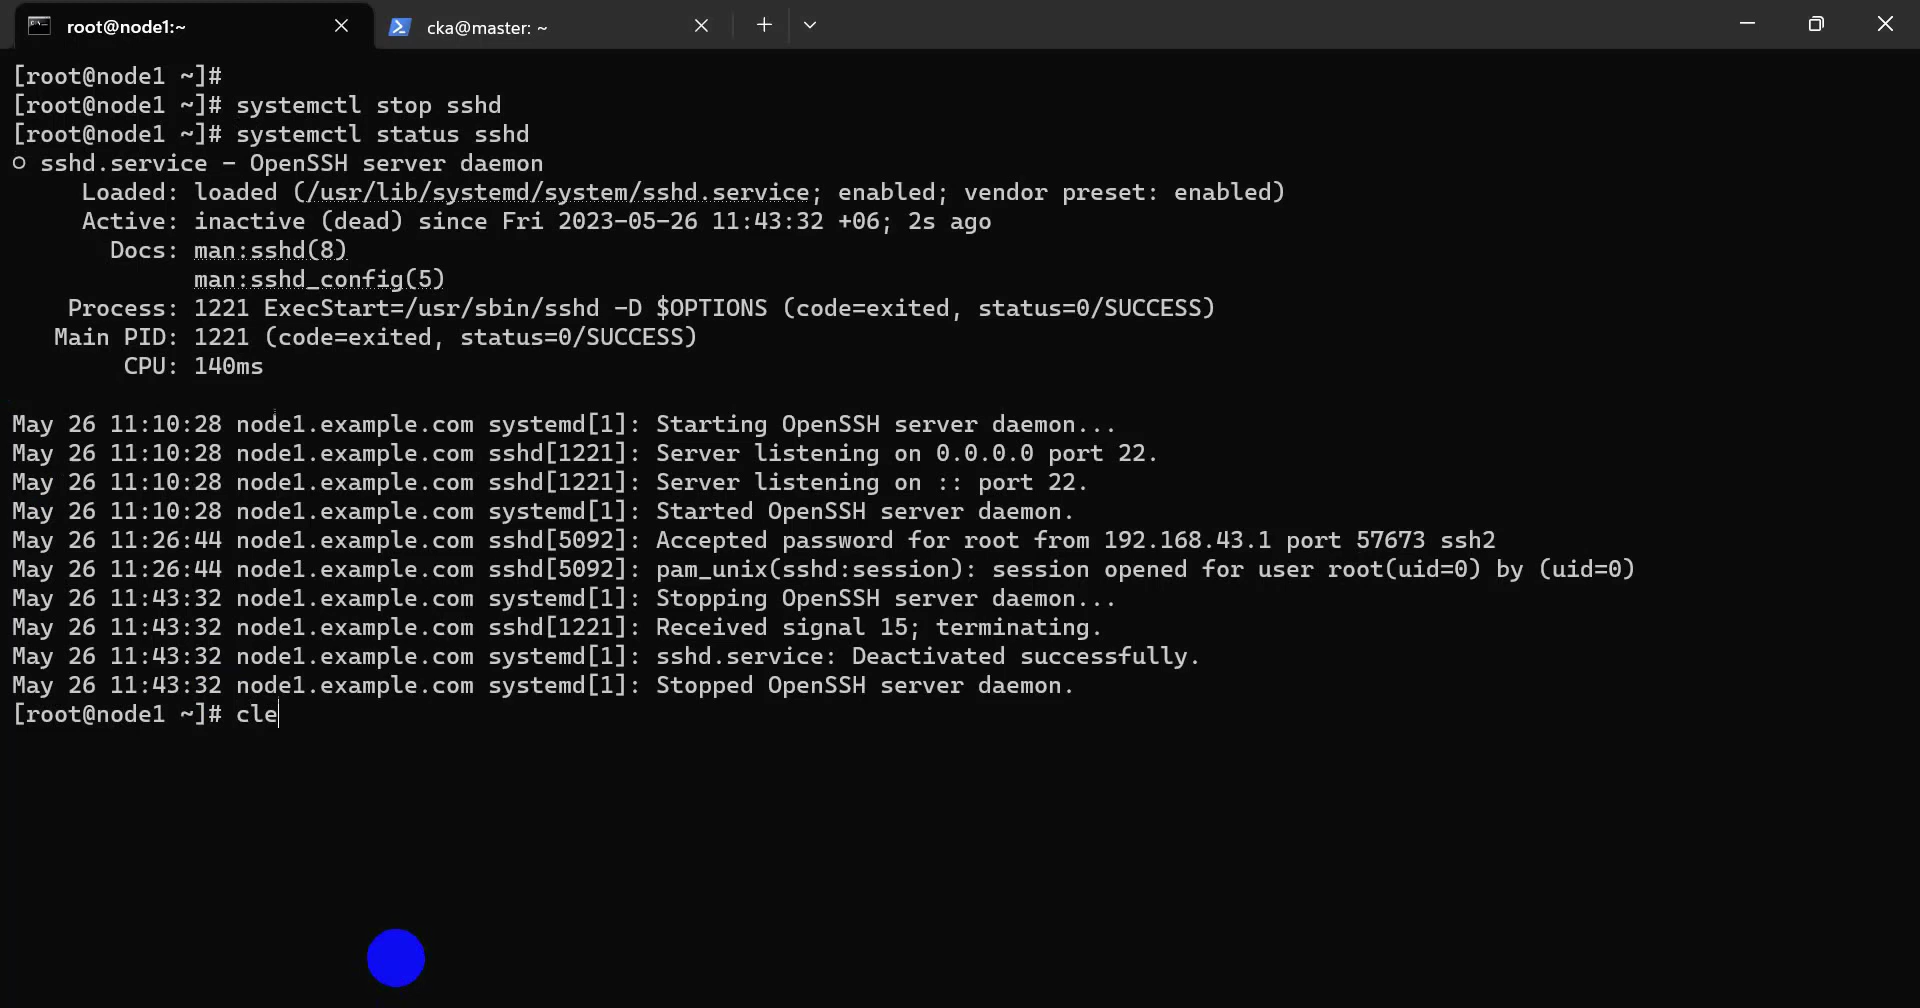 root@node1:~
cka@master: ~
[root@node1 ~]#
[root@node1 ~]# systemctl stop sshd
[root@node1 ~]# systemctl status sshd
○ sshd.service - OpenSSH server daemon
     Loaded: loaded (/usr/lib/systemd/system/sshd.service; enabled; vendor preset: enabled)
     Active: inactive (dead) since Fri 2023-05-26 11:43:32 +06; 2s ago
       Docs: man:sshd(8)
             man:sshd_config(5)
    Process: 1221 ExecStart=/usr/sbin/sshd -D $OPTIONS (code=exited, status=0/SUCCESS)
   Main PID: 1221 (code=exited, status=0/SUCCESS)
        CPU: 140ms

May 26 11:10:28 node1.example.com systemd[1]: Starting OpenSSH server daemon...
May 26 11:10:28 node1.example.com sshd[1221]: Server listening on 0.0.0.0 port 22.
May 26 11:10:28 node1.example.com sshd[1221]: Server listening on :: port 22.
May 26 11:10:28 node1.example.com systemd[1]: Started OpenSSH server daemon.
May 26 11:26:44 node1.example.com sshd[5092]: Accepted password for root from 192.168.43.1 port 57673 ssh2
May 26 11:26:44 node1.example.com sshd[5092]: pam_unix(sshd:session): session opened for user root(uid=0) by (uid=0)
May 26 11:43:32 node1.example.com systemd[1]: Stopping OpenSSH server daemon...
May 26 11:43:32 node1.example.com sshd[1221]: Received signal 15; terminating.
May 26 11:43:32 node1.example.com systemd[1]: sshd.service: Deactivated successfully.
May 26 11:43:32 node1.example.com systemd[1]: Stopped OpenSSH server daemon.
[root@node1 ~]# cle